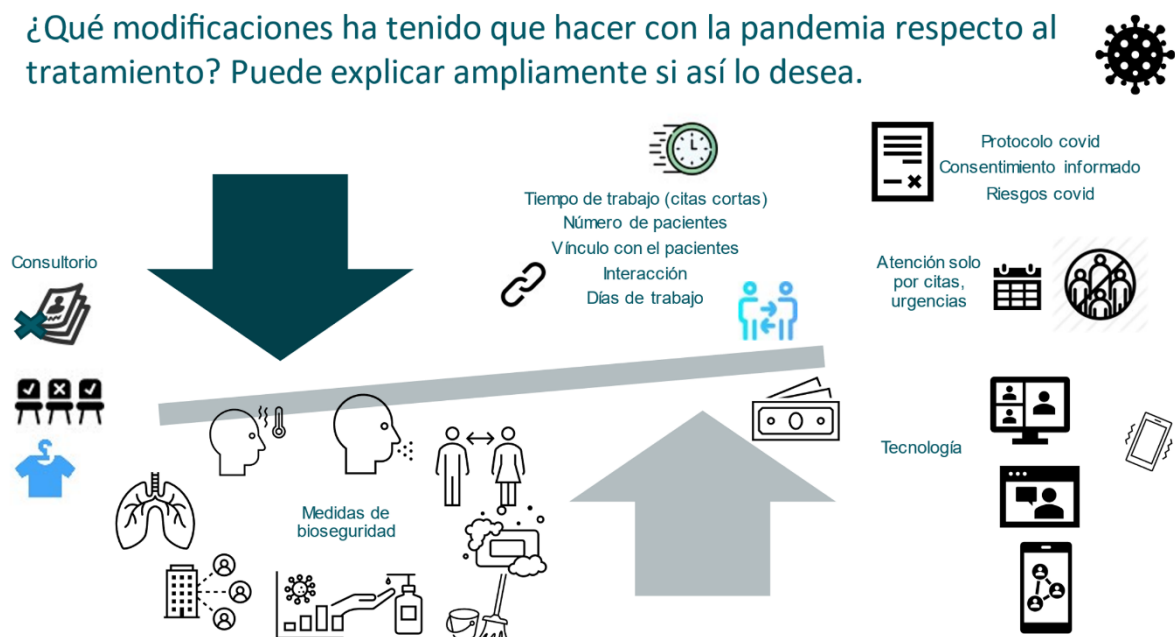 ¿Qué modificaciones ha tenido que hacer con la pandemia respecto al
tratamiento? Puede explicar ampliamente si así lo desea.
Consultorio
Tiempo de trabajo (citas cortas)
Número de pacientes
Vínculo con el pacientes
Interacción
Días de trabajo
Protocolo covid
Consentimiento informado
Riesgos covid
Atención solo
por citas,
urgencias
Tecnología
Medidas de
bioseguridad